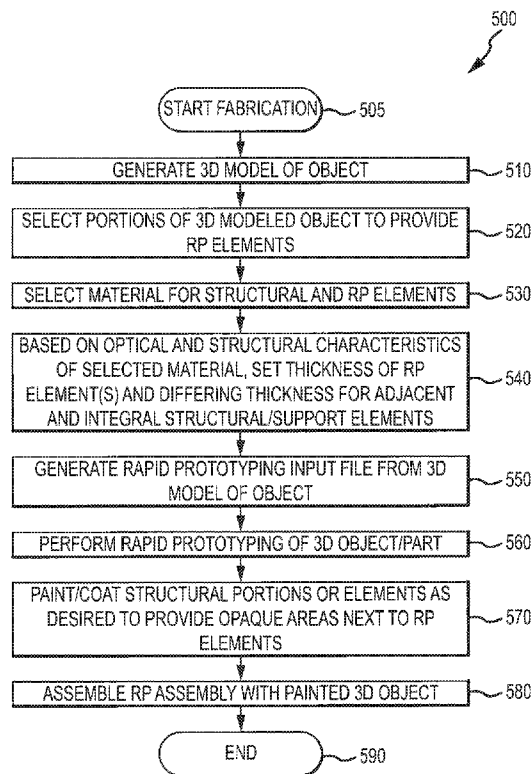 500
START FABRICATION
505
GENERATE 3D MODEL OF OBJECT
510
SELECT PORTIONS OF 3D MODELED OBJECT TO PROVIDE
RP ELEMENTS
520
SELECT MATERIAL FOR STRUCTURAL AND RP ELEMENTS
530
BASED ON OPTICAL AND STRUCTURAL CHARACTERISTICS
OF SELECTED MATERIAL, SET THICKNESS OF RP
ELEMENT(S) AND DIFFERING THICKNESS FOR ADJACENT
AND INTEGRAL STRUCTURAL/SUPPORT ELEMENTS
540
GENERATE RAPID PROTOTYPING INPUT FILE FROM 3D
MODEL OF OBJECT
550
PERFORM RAPID PROTOTYPING OF 3D OBJECT/PART
560
PAINT/COAT STRUCTURAL PORTIONS OR ELEMENTS AS
DESIRED TO PROVIDE OPAQUE AREAS NEXT TO RP
ELEMENTS
570
ASSEMBLE RP ASSEMBLY WITH PAINTED 3D OBJECT
580
END
590